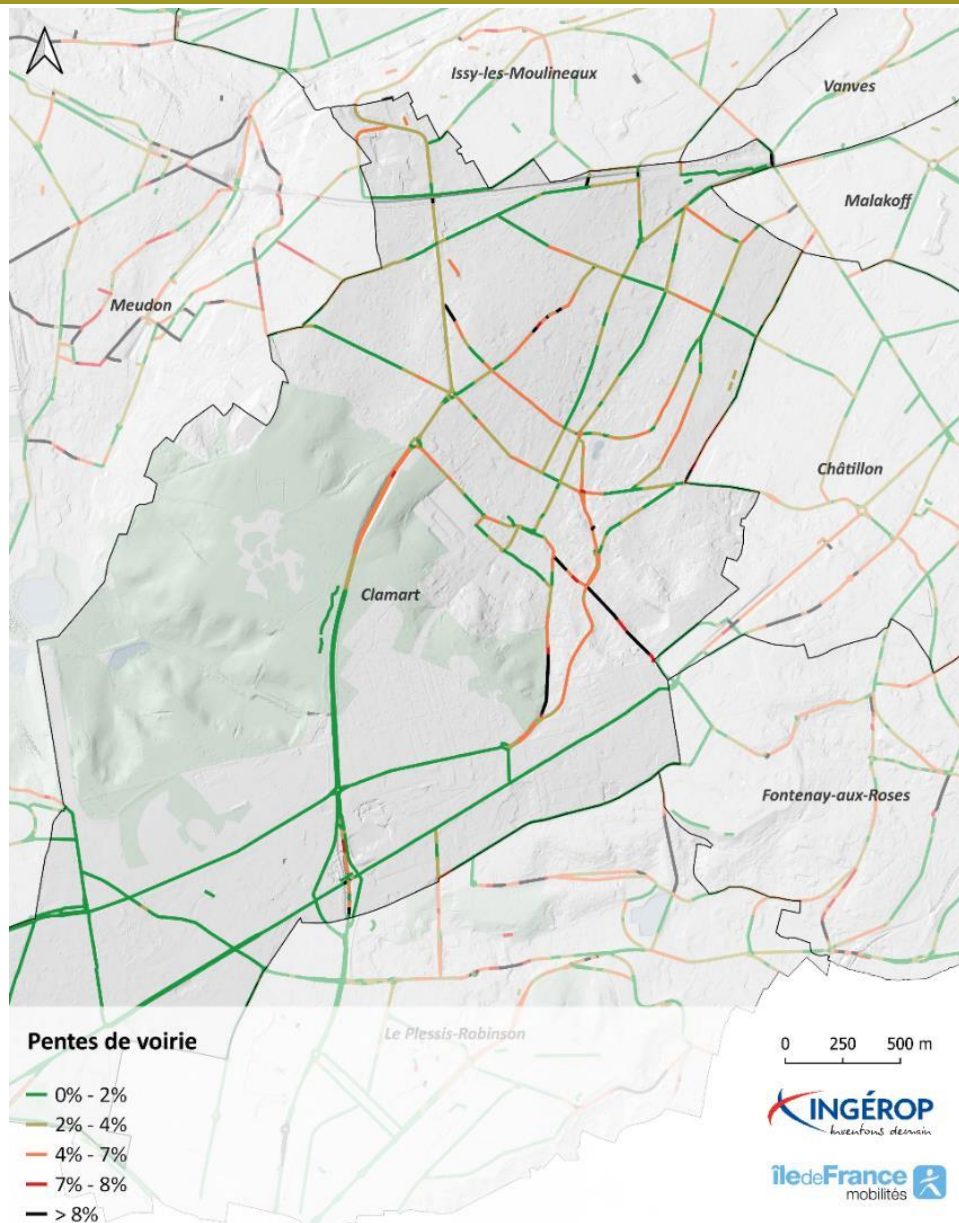 Issy-les-Moulineaux
Vanves
Malakoff
Meudon
Châtillon
Clamart
Fontenay-aux-Roses
Le Plessis-Robinson
Pentes de voirie
0% - 2%
2% - 4%
4% - 7%
7% - 8%
> 8%
0 250 500 m
INGÉROP
Inventons demain
îledeFrance
mobilités